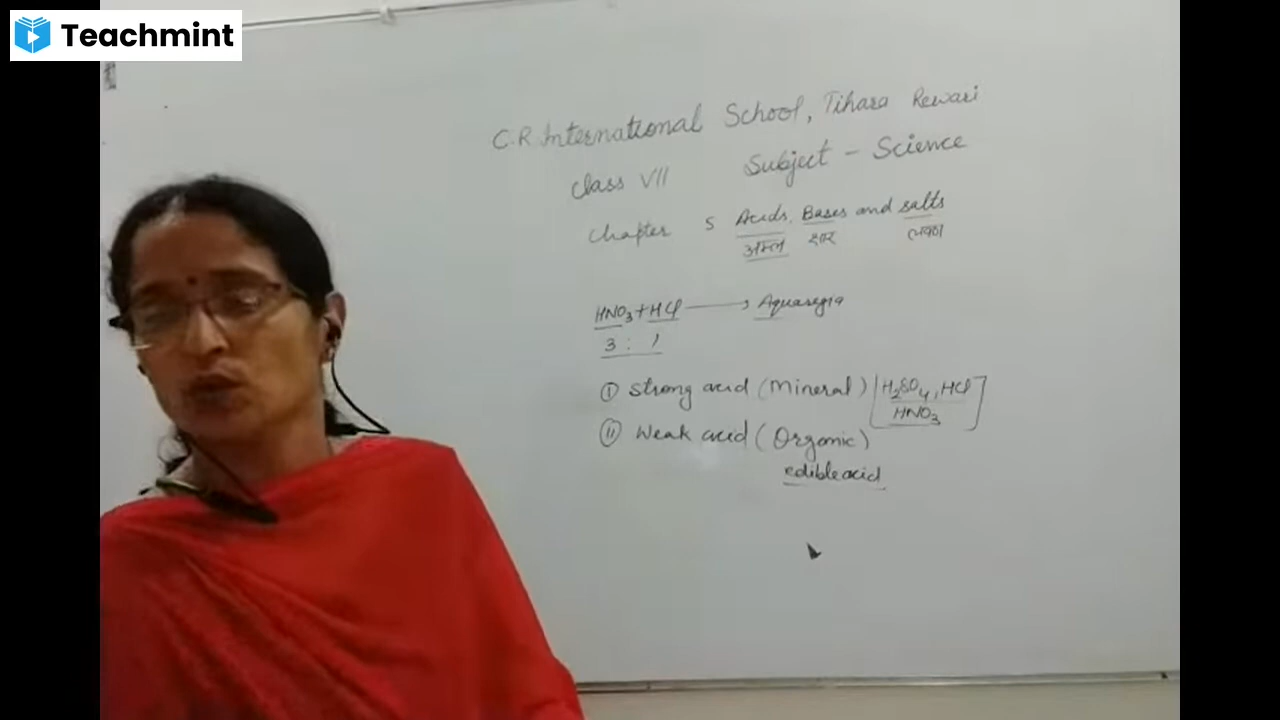 Teachmint
C.R. International School, Tihara Rewari
Class VII Subject - Science
Chapter 5 Acids, Bases and salts
अम्ल क्षार लवण
HNO₃ + HCl ⟶ Aquaregia
3 : 1
(i) Strong acid (Mineral) [H₂SO₄, HCl
HNO₃]
(ii) Weak acid (Organic)
edible acid